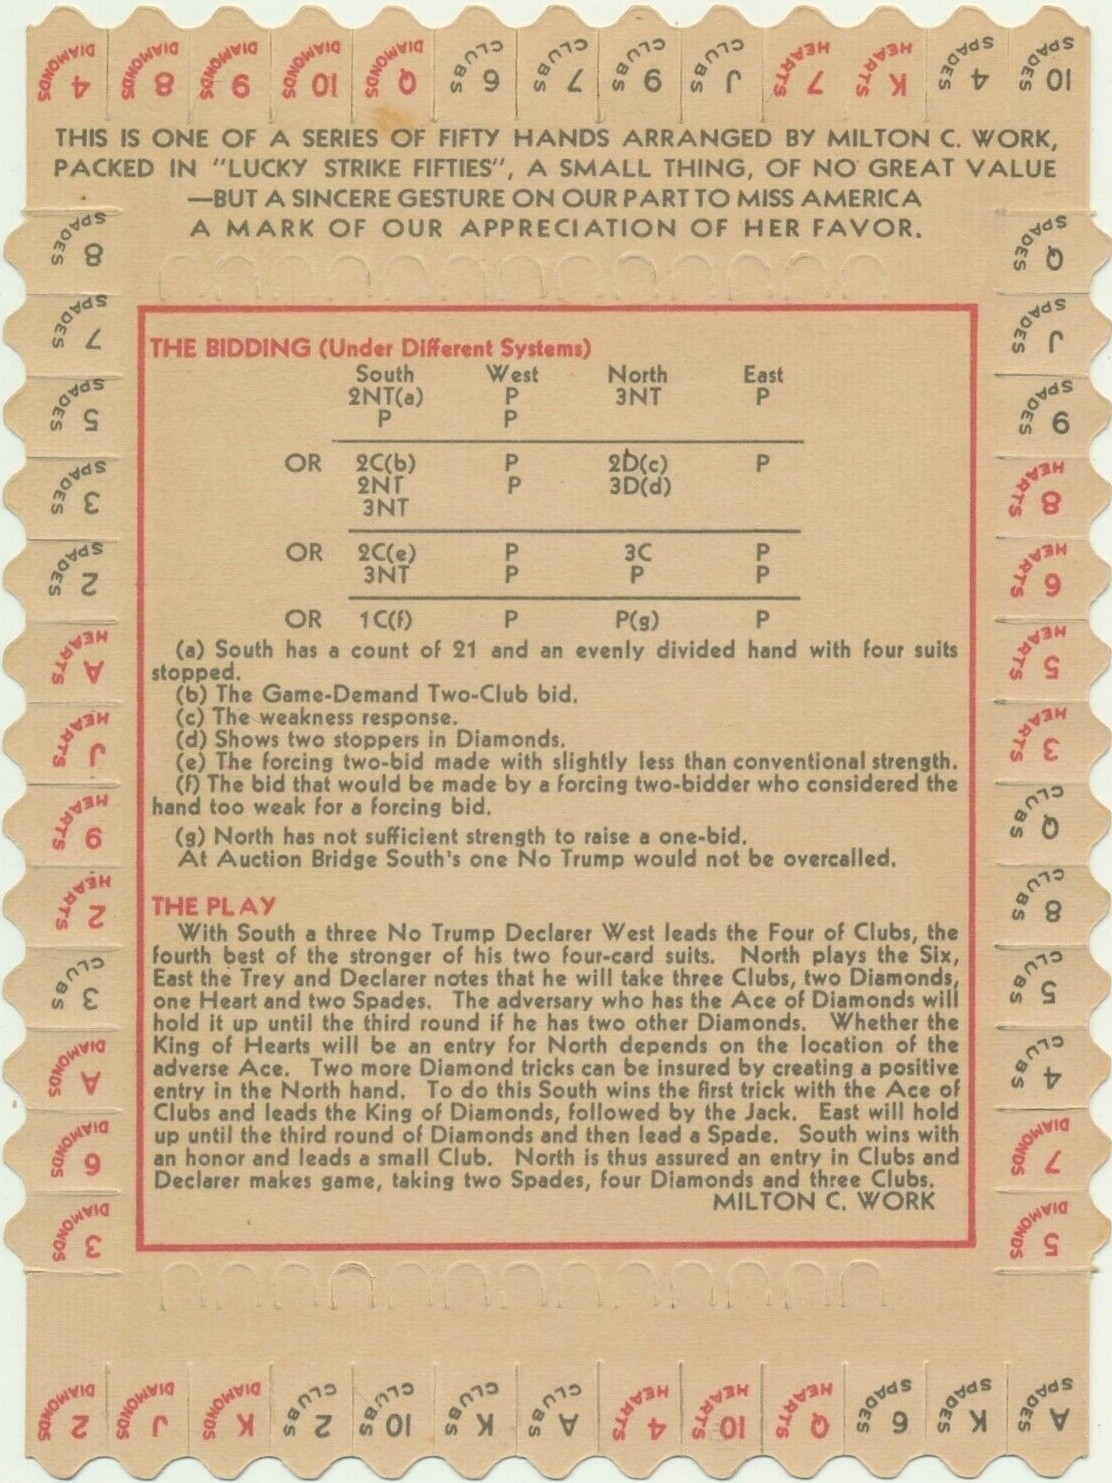 4 DIAMONDS
8 DIAMONDS
9 DIAMONDS
10 DIAMONDS
Q DIAMONDS
6 CLUBS
7 CLUBS
9 CLUBS
J CLUBS
7 HEARTS
K HEARTS
4 SPADES
10 SPADES
THIS IS ONE OF A SERIES OF FIFTY HANDS ARRANGED BY MILTON C. WORK,
PACKED IN "LUCKY STRIKE FIFTIES", A SMALL THING, OF NO GREAT VALUE
—BUT A SINCERE GESTURE ON OUR PART TO MISS AMERICA
A MARK OF OUR APPRECIATION OF HER FAVOR.
8 SPADES
7 SPADES
5 SPADES
3 SPADES
2 SPADES
A HEARTS
J HEARTS
9 HEARTS
2 HEARTS
3 CLUBS
A DIAMONDS
6 DIAMONDS
3 DIAMONDS
THE BIDDING (Under Different Systems)
South West North East
2NT(a) P 3NT P
P P
OR 2C(b) P 2D(c) P
2NT P 3D(d)
3NT
OR 2C(e) P 3C P
3NT P P P
OR 1C(f) P P(g) P
(a) South has a count of 21 and an evenly divided hand with four suits
stopped.
(b) The Game-Demand Two-Club bid.
(c) The weakness response.
(d) Shows two stoppers in Diamonds.
(e) The forcing two-bid made with slightly less than conventional strength.
(f) The bid that would be made by a forcing two-bidder who considered the
hand too weak for a forcing bid.
(g) North has not sufficient strength to raise a one-bid.
At Auction Bridge South's one No Trump would not be overcalled.
THE PLAY
With South a three No Trump Declarer West leads the Four of Clubs, the
fourth best of the stronger of his two four-card suits. North plays the Six,
East the Trey and Declarer notes that he will take three Clubs, two Diamonds,
one Heart and two Spades. The adversary who has the Ace of Diamonds will
hold it up until the third round if he has two other Diamonds. Whether the
King of Hearts will be an entry for North depends on the location of the
adverse Ace. Two more Diamond tricks can be insured by creating a positive
entry in the North hand. To do this South wins the first trick with the Ace of
Clubs and leads the King of Diamonds, followed by the Jack. East will hold
up until the third round of Diamonds and then lead a Spade. South wins with
an honor and leads a small Club. North is thus assured an entry in Clubs and
Declarer makes game, taking two Spades, four Diamonds and three Clubs.
MILTON C. WORK
Q SPADES
J SPADES
9 SPADES
8 HEARTS
6 HEARTS
5 HEARTS
3 HEARTS
Q CLUBS
8 CLUBS
5 CLUBS
4 CLUBS
7 DIAMONDS
5 DIAMONDS
2 DIAMONDS
J DIAMONDS
K DIAMONDS
2 CLUBS
10 CLUBS
K CLUBS
A CLUBS
4 HEARTS
10 HEARTS
Q HEARTS
6 SPADES
K SPADES
A SPADES